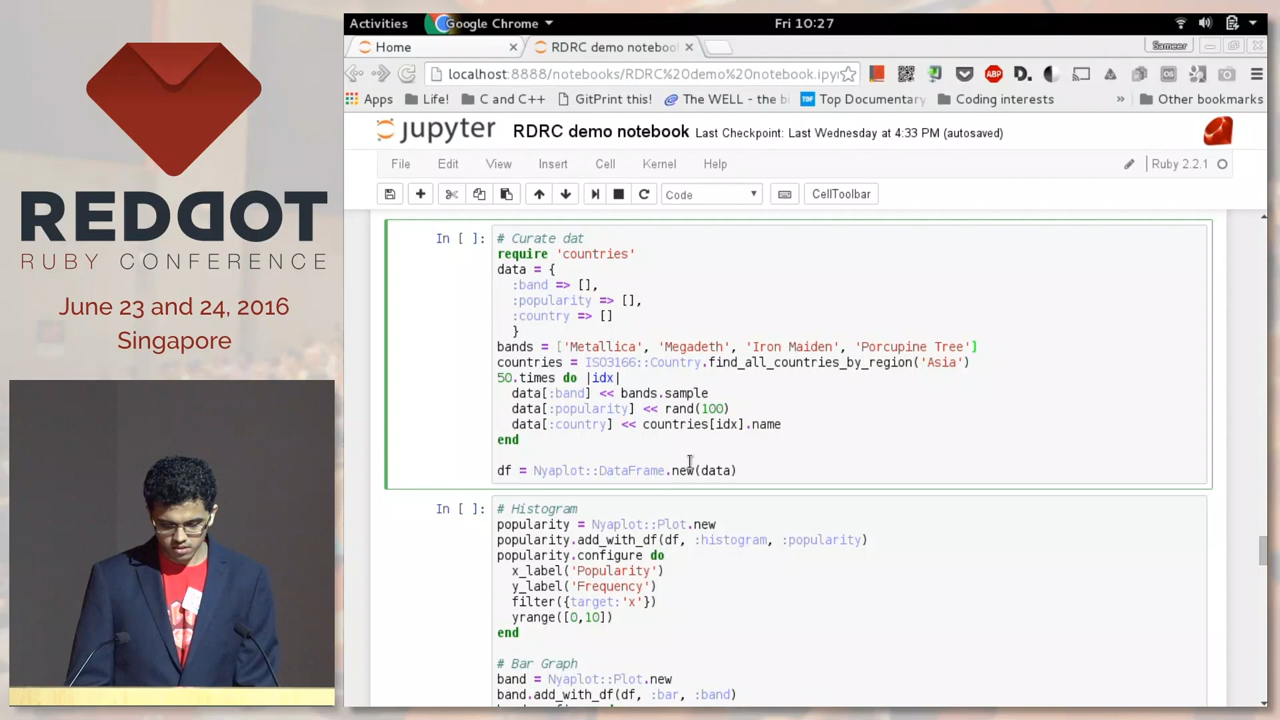 REDDOT
RUBY CONFERENCE
June 23 and 24, 2016
Singapore
Activities Google Chrome Fri 10:27
Home RDRC demo noteboo Sameer
localhost:8888/notebooks/RDRC%20demo%20notebook.ipy ABP D.
Apps Life! C and C++ GitPrint this! The WELL - the bi TDF Top Documentary Coding interests » Other bookmarks
jupyter RDRC demo notebook Last Checkpoint: Last Wednesday at 4:33 PM (autosaved)
File Edit View Insert Cell Kernel Help Ruby 2.2.1
Code CellToolbar
In [ ]: # Curate dat
require 'countries'
data = {
:band => [],
:popularity => [],
:country => []
}
bands = ['Metallica', 'Megadeth', 'Iron Maiden', 'Porcupine Tree']
countries = ISO3166::Country.find_all_countries_by_region('Asia')
50.times do |idx|
data[:band] << bands.sample
data[:popularity] << rand(100)
data[:country] << countries[idx].name
end
df = Nyaplot::DataFrame.new(data)
In [ ]: # Histogram
popularity = Nyaplot::Plot.new
popularity.add_with_df(df, :histogram, :popularity)
popularity.configure do
x_label('Popularity')
y_label('Frequency')
filter({target:'x'})
yrange([0,10])
end
# Bar Graph
band = Nyaplot::Plot.new
band.add_with_df(df, :bar, :band)